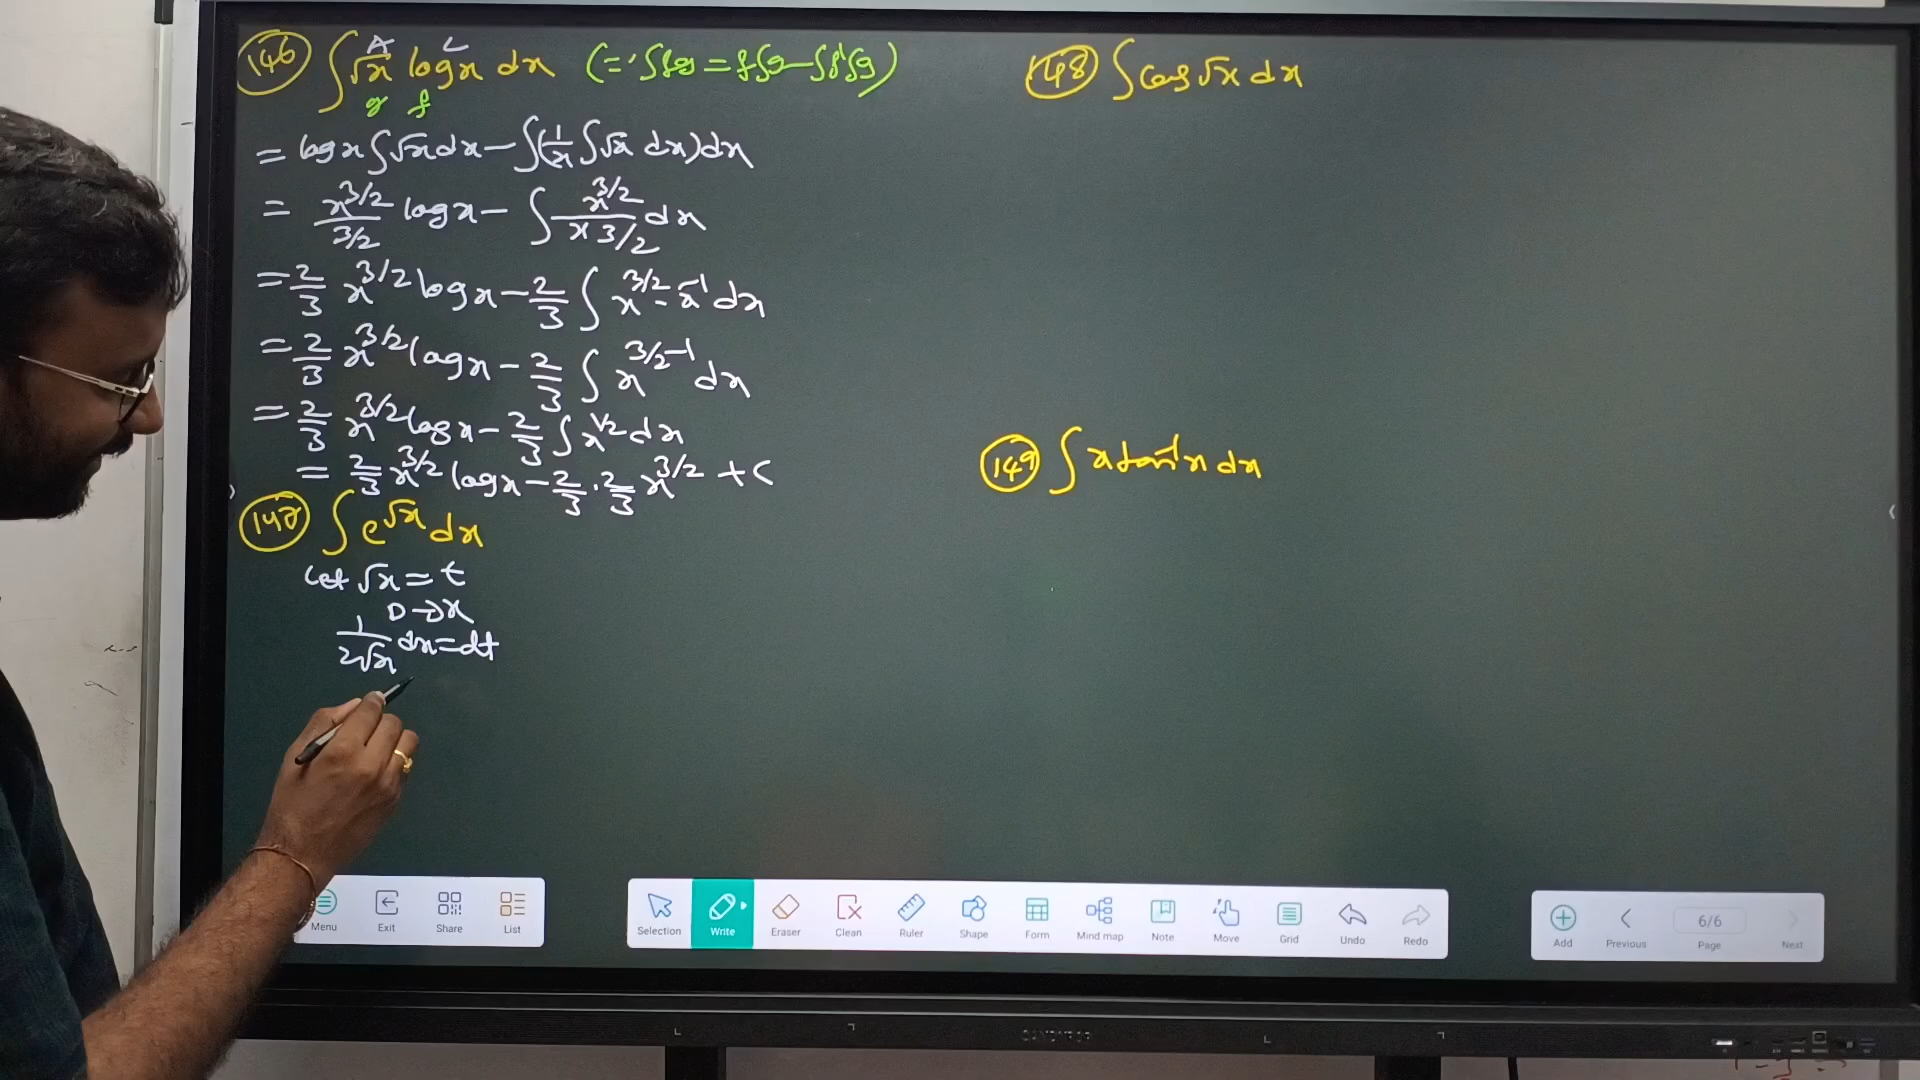 146 ∫ √x log x dx (∵ ∫fg = f∫g − ∫f'∫g)
A L
g f
= log x ∫√x dx − ∫(1/x ∫√x dx) dx
= x^3/2 / 3/2 log x − ∫ x^3/2 / x 3/2 dx
= 2/3 x^3/2 log x − 2/3 ∫ x^3/2 - x^-1 dx
= 2/3 x^3/2 log x − 2/3 ∫ x^3/2-1 dx
= 2/3 x^3/2 log x − 2/3 ∫ x^1/2 dx
= 2/3 x^3/2 log x − 2/3 . 2/3 x^3/2 + C
147 ∫ e^√x dx
Let √x = t
D→x
1/2√x dx = dt
148 ∫ cos √x dx
149 ∫ x tan^-1 x dx
Menu Exit Share List
Selection Write Eraser Clean Ruler Shape Form Mind map Note Move Grid Undo Redo
6/6
Add Previous Page Next